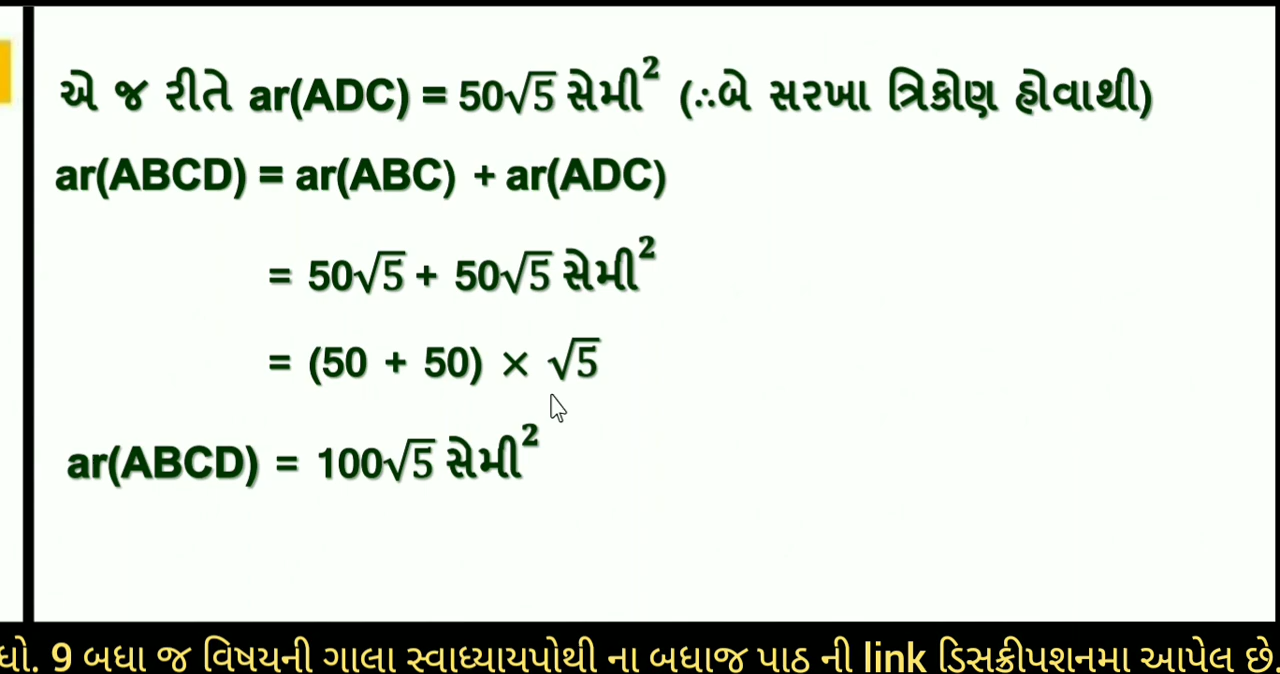 એ જ રીતે ar(ADC) = 50√5 સેમી² (∴બે સરખા ત્રિકોણ હોવાથી)
ar(ABCD) = ar(ABC) + ar(ADC)
= 50√5 + 50√5 સેમી²
= (50 + 50) × √5
ar(ABCD) = 100√5 સેમી²
ધો. 9 બધા જ વિષયની ગાલા સ્વાધ્યાયપોથી ના બધાજ પાઠ ની link ડિસક્રીપશનમા આપેલ છે.